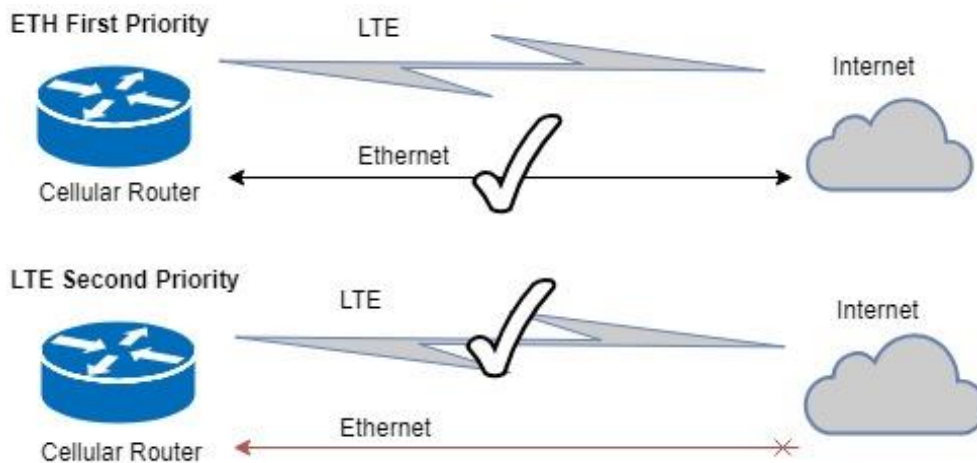 ETH First Priority
LTE
Internet
Ethernet
Cellular Router
LTE Second Priority
LTE
Internet
Ethernet
Cellular Router